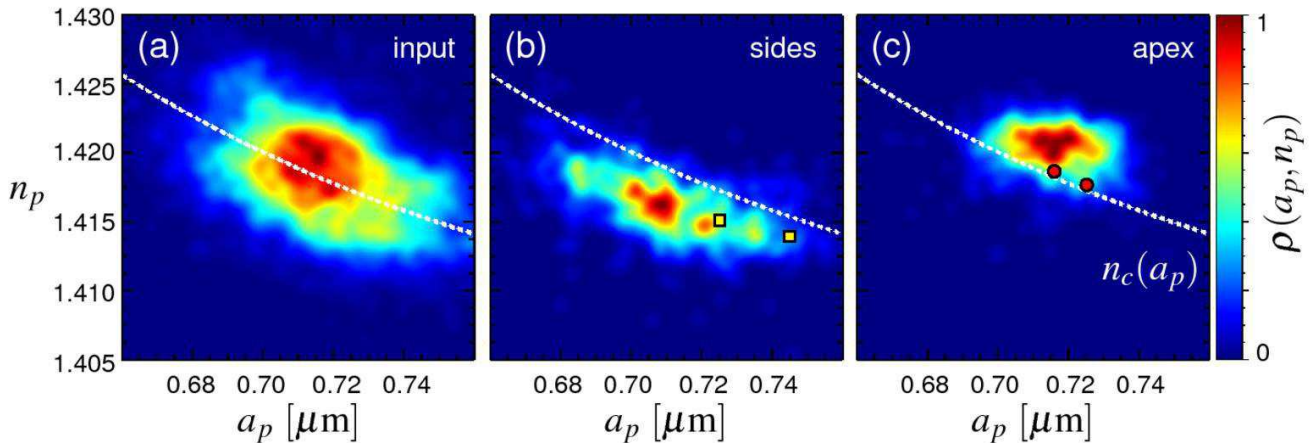 1.430
1.425
1.420
1.415
1.410
1.405
n_p
(a) input
(b) sides
(c) apex
n_c(a_p)
0.68 0.70 0.72 0.74
0.68 0.70 0.72 0.74
0.68 0.70 0.72 0.74
a_p [µm]
a_p [µm]
a_p [µm]
1
0
ρ(a_p, n_p)